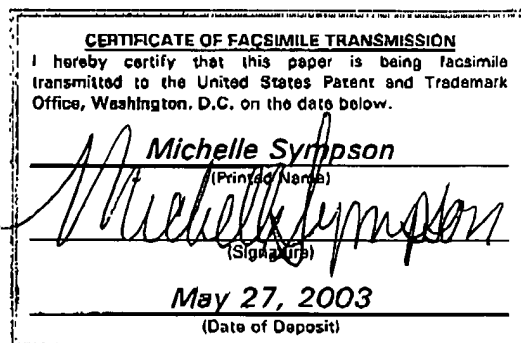 CERTIFICATE OF FACSIMILE TRANSMISSION
I hereby certify that this paper is being facsimile
transmitted to the United States Patent and Trademark
Office, Washington, D.C. on the date below.
Michelle Sympson
(Printed Name)
Michelle Sympson
(Signature)
May 27, 2003
(Date of Deposit)